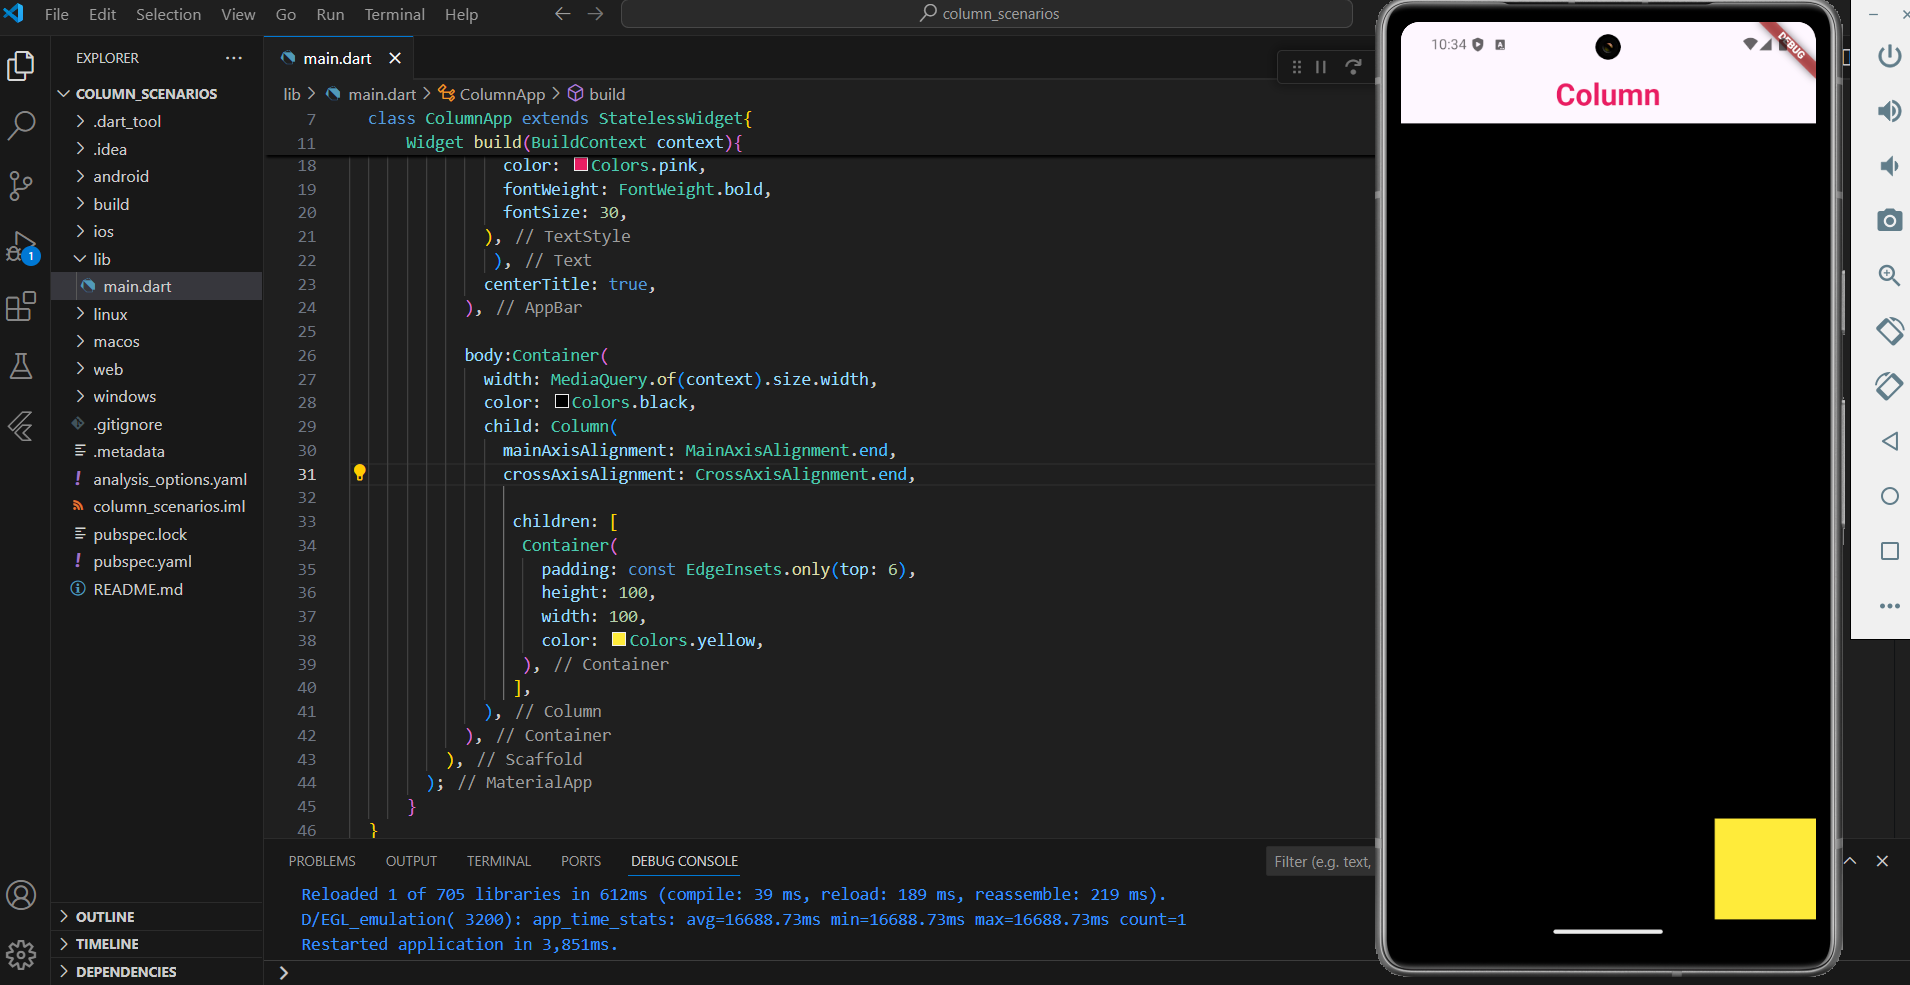 File Edit Selection View Go Run Terminal Help
column_scenarios
EXPLORER
COLUMN_SCENARIOS
.dart_tool
.idea
android
build
ios
lib
main.dart
linux
macos
web
windows
.gitignore
.metadata
! analysis_options.yaml
column_scenarios.iml
pubspec.lock
! pubspec.yaml
README.md
OUTLINE
TIMELINE
DEPENDENCIES
1
main.dart
lib > main.dart > ColumnApp > build
7 class ColumnApp extends StatelessWidget{
11 Widget build(BuildContext context){
18 color: Colors.pink,
19 fontWeight: FontWeight.bold,
20 fontSize: 30,
21 ), // TextStyle
22 ), // Text
23 centerTitle: true,
24 ), // AppBar
25
26 body:Container(
27 width: MediaQuery.of(context).size.width,
28 color: Colors.black,
29 child: Column(
30 mainAxisAlignment: MainAxisAlignment.end,
31 crossAxisAlignment: CrossAxisAlignment.end,
32
33 children: [
34 Container(
35 padding: const EdgeInsets.only(top: 6),
36 height: 100,
37 width: 100,
38 color: Colors.yellow,
39 ), // Container
40 ],
41 ), // Column
42 ), // Container
43 ), // Scaffold
44 ); // MaterialApp
45 }
46 }
PROBLEMS OUTPUT TERMINAL PORTS DEBUG CONSOLE
Filter (e.g. text,
Reloaded 1 of 705 libraries in 612ms (compile: 39 ms, reload: 189 ms, reassemble: 219 ms).
D/EGL_emulation( 3200): app_time_stats: avg=16688.73ms min=16688.73ms max=16688.73ms count=1
Restarted application in 3,851ms.
10:34
DEBUG
Column